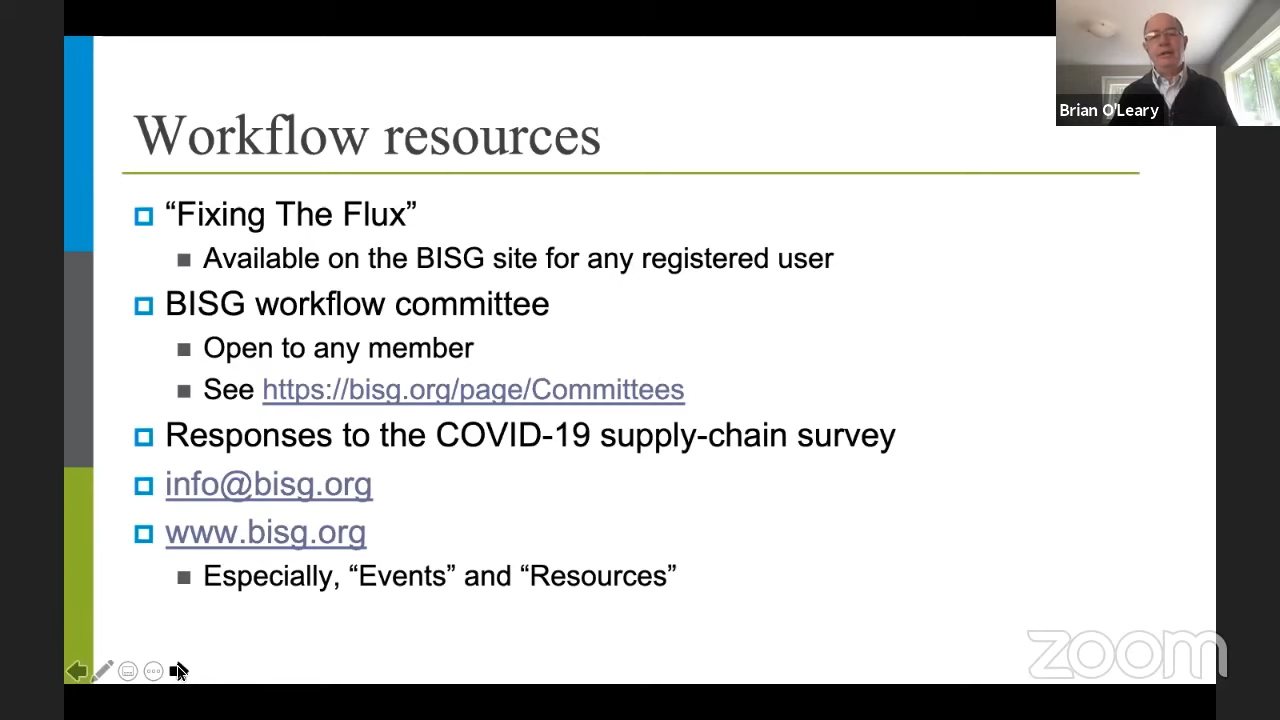 Brian O'Leary
Workflow resources
“Fixing The Flux”
Available on the BISG site for any registered user
BISG workflow committee
Open to any member
See https://bisg.org/page/Committees
Responses to the COVID-19 supply-chain survey
info@bisg.org
www.bisg.org
Especially, “Events” and “Resources”
zoom